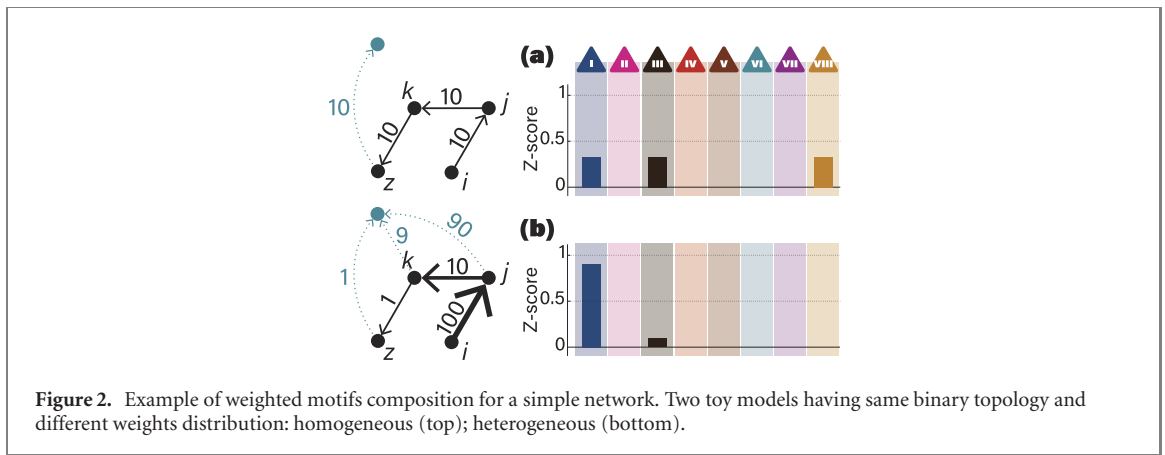 (a)
I II III IV V VI VII VIII
k 10 j
10
10
10
z
i
Z-score
1
0.5
0
(b)
9
90
k 10 j
1
1
100
z
i
Z-score
1
0.5
0
Figure 2. Example of weighted motifs composition for a simple network. Two toy models having same binary topology and
different weights distribution: homogeneous (top); heterogeneous (bottom).